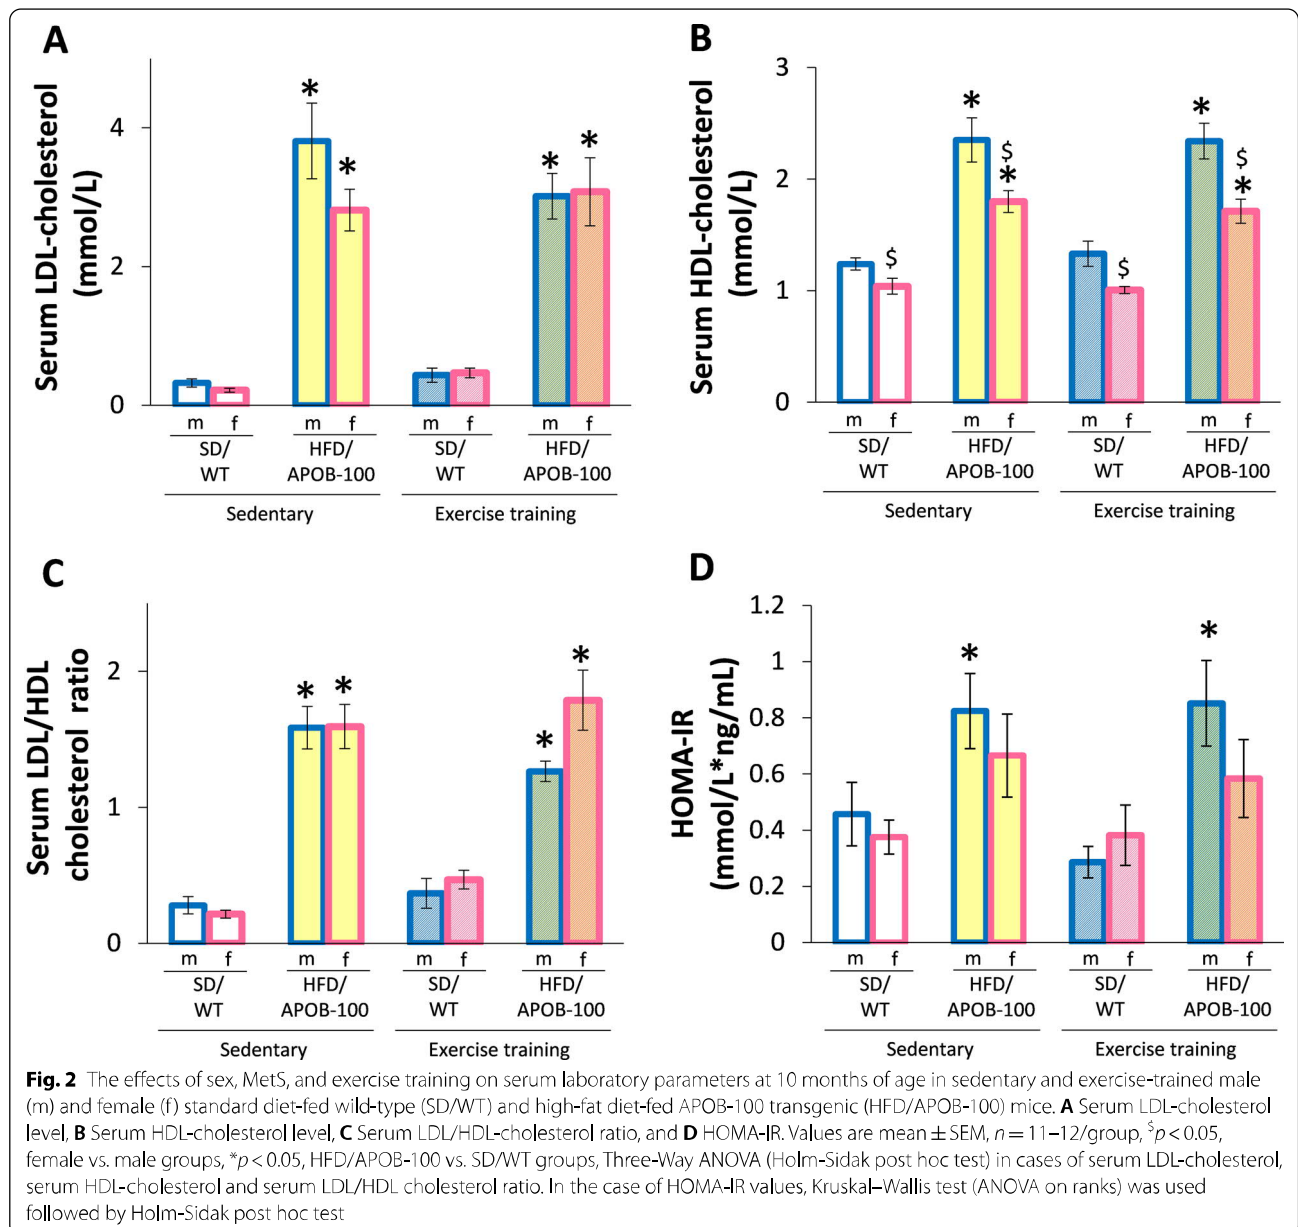 A
Serum LDL-cholesterol
(mmol/L)
4
2
0
*
*
*
*
m f m f m f m f
SD/ HFD/ SD/ HFD/
WT APOB-100 WT APOB-100
Sedentary Exercise training
B
Serum HDL-cholesterol
(mmol/L)
3
2
1
0
$
*
$
*
$
*
$
*
m f m f m f m f
SD/ HFD/ SD/ HFD/
WT APOB-100 WT APOB-100
Sedentary Exercise training
C
Serum LDL/HDL
cholesterol ratio
2
1
0
*
*
*
*
m f m f m f m f
SD/ HFD/ SD/ HFD/
WT APOB-100 WT APOB-100
Sedentary Exercise training
D
HOMA-IR
(mmol/L*ng/mL)
1.2
1
0.8
0.6
0.4
0.2
0
*
*
m f m f m f m f
SD/ HFD/ SD/ HFD/
WT APOB-100 WT APOB-100
Sedentary Exercise training
Fig. 2 The effects of sex, MetS, and exercise training on serum laboratory parameters at 10 months of age in sedentary and exercise-trained male
(m) and female (f) standard diet-fed wild-type (SD/WT) and high-fat diet-fed APOB-100 transgenic (HFD/APOB-100) mice. A Serum LDL-cholesterol
level, B Serum HDL-cholesterol level, C Serum LDL/HDL-cholesterol ratio, and D HOMA-IR. Values are mean ± SEM, n = 11–12/group, $p < 0.05,
female vs. male groups, *p < 0.05, HFD/APOB-100 vs. SD/WT groups, Three-Way ANOVA (Holm-Sidak post hoc test) in cases of serum LDL-cholesterol,
serum HDL-cholesterol and serum LDL/HDL cholesterol ratio. In the case of HOMA-IR values, Kruskal–Wallis test (ANOVA on ranks) was used
followed by Holm-Sidak post hoc test